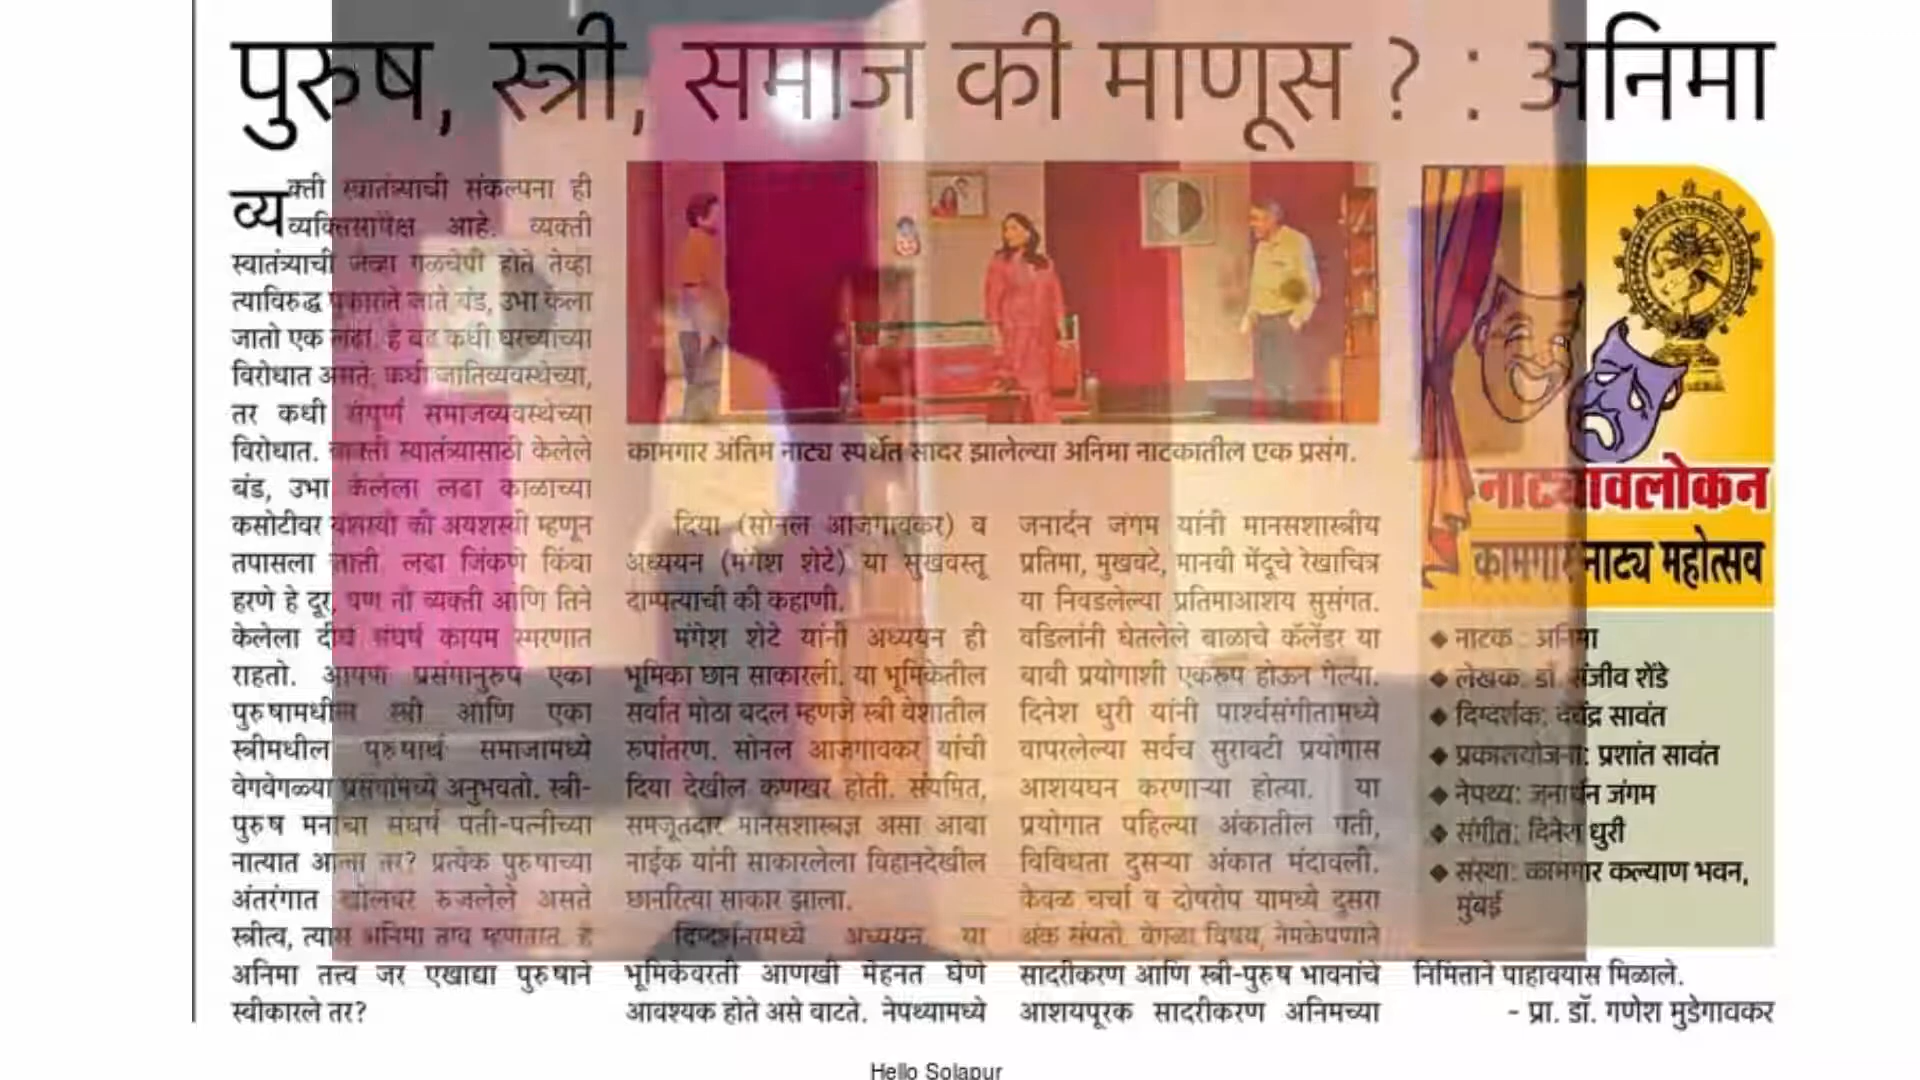 पुरुष, स्त्री, समाज की माणूस ? : अनिमा
व्यक्ती स्वातंत्र्याची संकल्पना ही
व्यक्तिसापेक्ष आहे. व्यक्ती
स्वातंत्र्याची जेव्हा गळचेपी होते तेव्हा
त्याविरुद्ध पुकारले जाते बंड, उभा केला
जातो एक लढा. हे बंड कधी घरच्यांच्या
विरोधात असते, कधी जातिव्यवस्थेच्या,
तर कधी संपूर्ण समाजव्यवस्थेच्या
विरोधात. व्यक्ती स्वातंत्र्यासाठी केलेले
बंड, उभा केलेला लढा काळाच्या
कसोटीवर यशस्वी की अयशस्वी म्हणून
तपासला जातो. लढा जिंकणे किंवा
हरणे हे दूर, पण तो व्यक्ती आणि तिने
केलेला दीर्घ संघर्ष कायम स्मरणात
राहतो. आपण प्रसंगानुरुप एका
पुरुषामधील स्त्री आणि एका
स्त्रीमधील पुरुषार्थ समाजामध्ये
वेगवेगळ्या प्रसंगांमध्ये अनुभवतो. स्त्री-
पुरुष मनाचा संघर्ष पती-पत्नीच्या
नात्यात आला तर? प्रत्येक पुरुषाच्या
अंतरंगात खोलवर रुजलेले असते
स्त्रीत्व, त्यास अनिमा तत्व म्हणतात. हे
अनिमा तत्त्व जर एखाद्या पुरुषाने
स्वीकारले तर?
कामगार अंतिम नाट्य स्पर्धेत सादर झालेल्या अनिमा नाटकातील एक प्रसंग.
दिया (सोनल आजगावकर) व
अध्ययन (मंगेश शेटे) या सुखवस्तू
दाम्पत्याची की कहाणी.
मंगेश शेटे यांनी अध्ययन ही
भूमिका छान साकारली. या भूमिकेतील
सर्वात मोठा बदल म्हणजे स्त्री वेशातील
रुपांतरण. सोनल आजगावकर यांची
दिया देखील कणखर होती. संयमित,
समजूतदार मानसशास्त्रज्ञ असा आबा
नाईक यांनी साकारलेला विहानदेखील
छानरित्या साकार झाला.
दिग्दर्शनामध्ये अध्ययन या
भूमिकेवरती आणखी मेहनत घेणे
आवश्यक होते असे वाटते. नेपथ्यामध्ये
जनार्दन जंगम यांनी मानसशास्त्रीय
प्रतिमा, मुखवटे, मानवी मेंदूचे रेखाचित्र
या निवडलेल्या प्रतिमाआशय सुसंगत.
वडिलांनी घेतलेले बाळाचे कॅलेंडर या
बाबी प्रयोगाशी एकरूप होऊन गेल्या.
दिनेश धुरी यांनी पार्श्वसंगीतामध्ये
वापरलेल्या सर्वच सुरावटी प्रयोगास
आशयघन करणाऱ्या होत्या. या
प्रयोगात पहिल्या अंकातील गती,
विविधता दुसऱ्या अंकात मंदावली.
केवळ चर्चा व दोषारोप यामध्ये दुसरा
अंक संपतो. वेगळा विषय, नेमकेपणाने
सादरीकरण आणि स्त्री-पुरुष भावनांचे
आशयपूरक सादरीकरण अनिमच्या
नाट्यावलोकन
कामगार नाट्य महोत्सव
◆ नाटक : अनिमा
◆ लेखक: डॉ. संजीव शेंडे
◆ दिग्दर्शक: देवेंद्र सावंत
◆ प्रकाशयोजना: प्रशांत सावंत
◆ नेपथ्य: जनार्धन जंगम
◆ संगीत: दिनेश धुरी
◆ संस्था: कामगार कल्याण भवन,
मुंबई
निमित्ताने पाहावयास मिळाले.
- प्रा. डॉ. गणेश मुडेगावकर
Hello Solapur